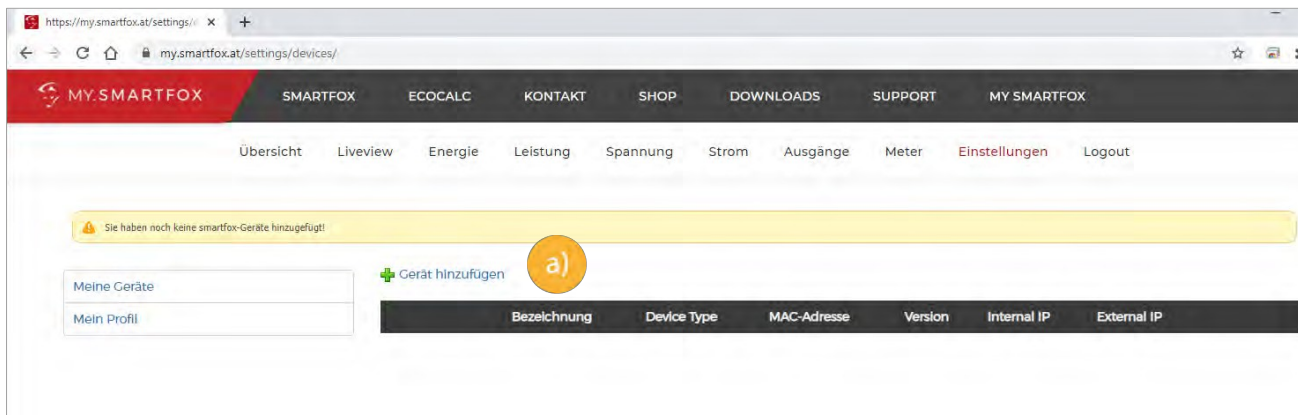 https://my.smartfox.at/settings/
my.smartfox.at/settings/devices/
MY.SMARTFOX SMARTFOX ECOCALC KONTAKT SHOP DOWNLOADS SUPPORT MY SMARTFOX
Übersicht Liveview Energie Leistung Spannung Strom Ausgänge Meter Einstellungen Logout
Sie haben noch keine smartfox-Geräte hinzugefügt!
Gerät hinzufügen a)
Meine Geräte
Mein Profil
Bezeichnung Device Type MAC-Adresse Version Internal IP External IP